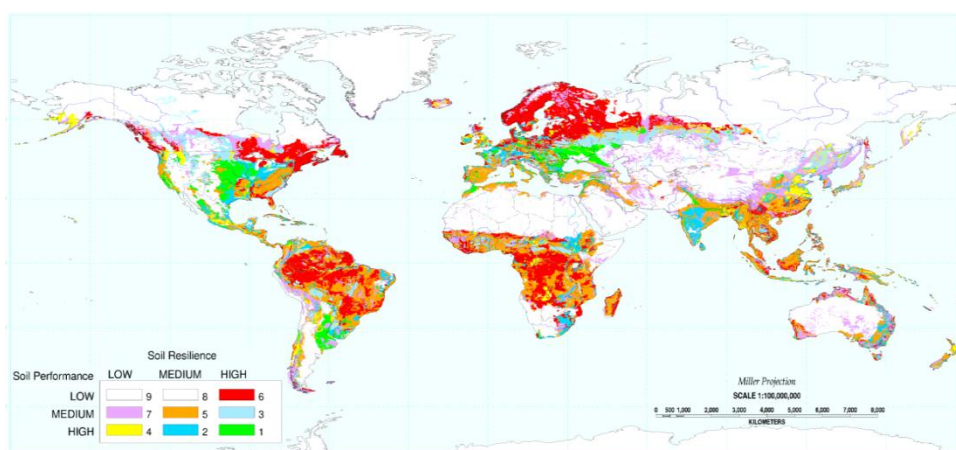 Soil Resilience
Soil Performance LOW MEDIUM HIGH
LOW 9 8 6
MEDIUM 7 5 3
HIGH 4 2 1
Miller Projection
SCALE 1:100,000,000
0 500 1,000 2,000 3,000 4,000 5,000 6,000 7,000 8,000
KILOMETERS